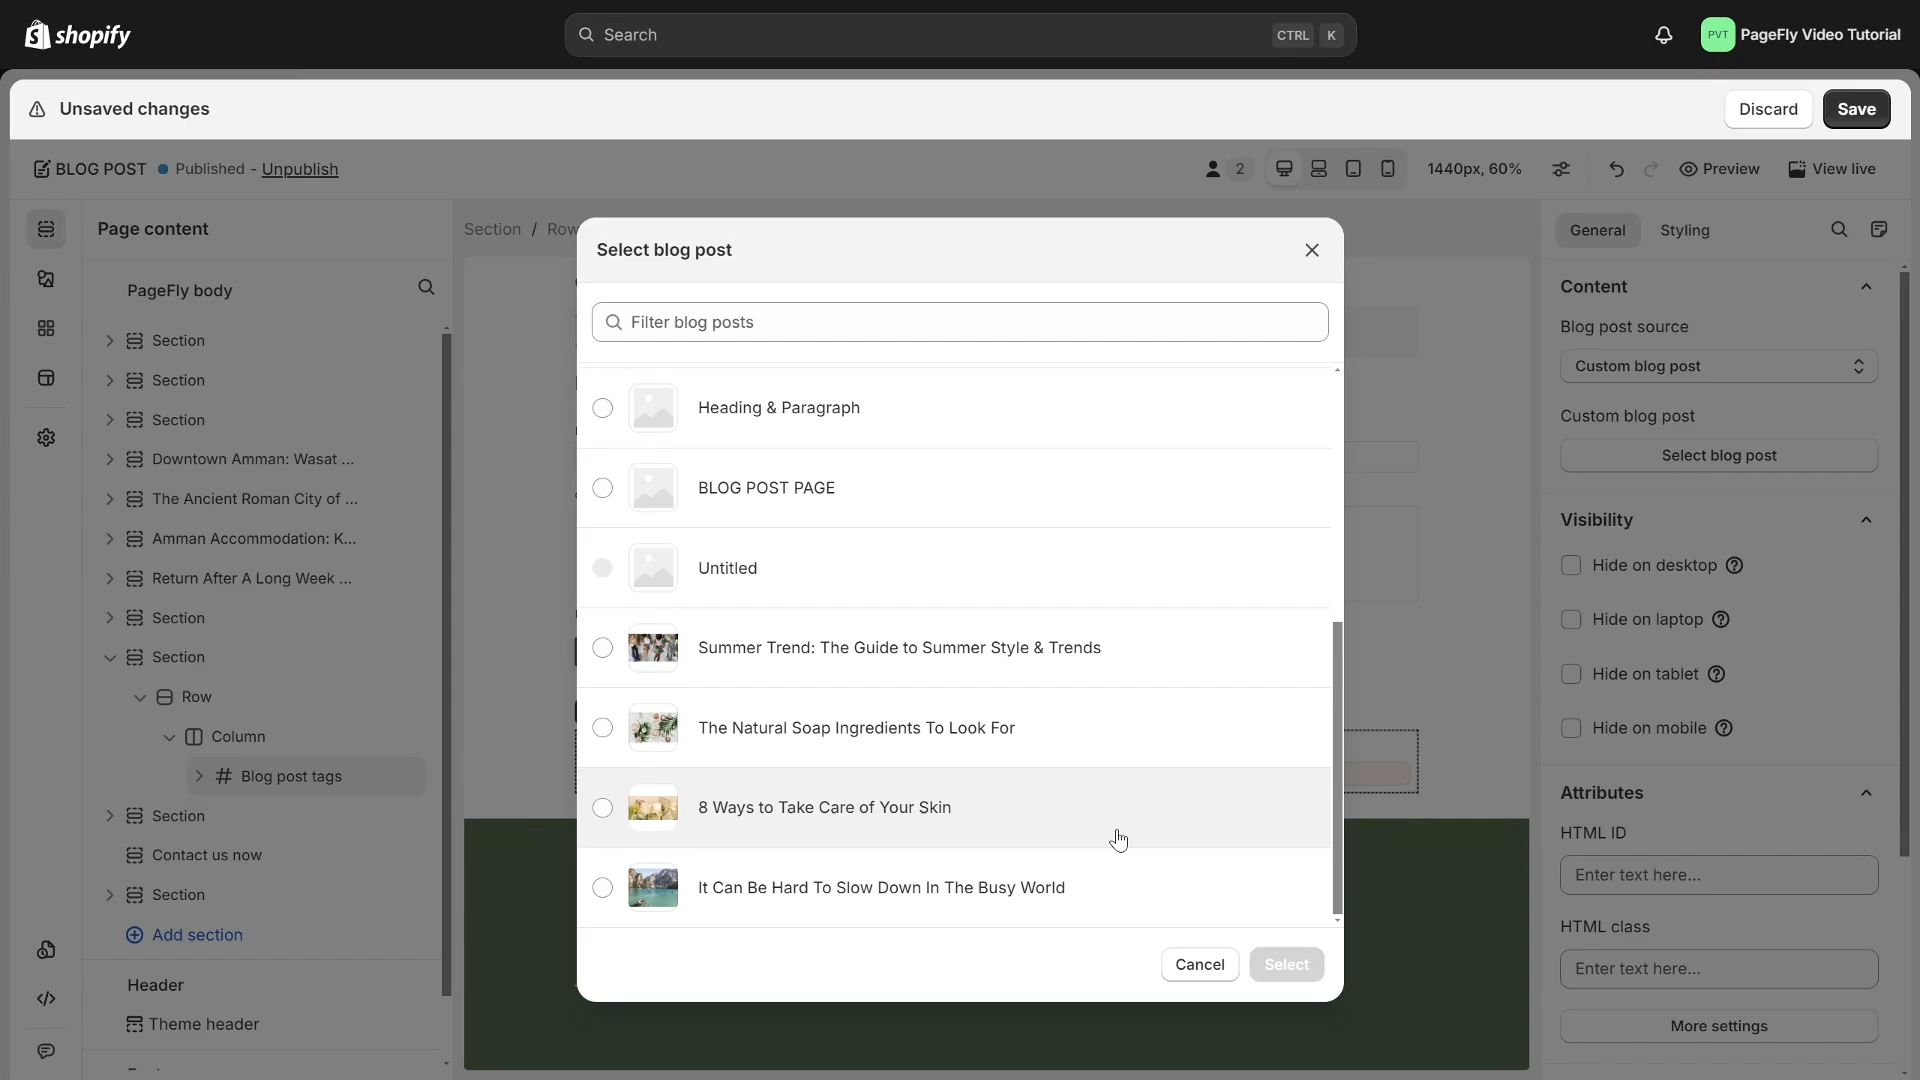 shopify
Search
CTRL K
PVT
PageFly Video Tutorial
Unsaved changes
Discard
Save
BLOG POST
Published - Unpublish
2
1440px, 60%
Preview
View live
Page content
PageFly body
Section
Section
Section
Downtown Amman: Wasat ...
The Ancient Roman City of ...
Amman Accommodation: K...
Return After A Long Week ...
Section
Section
Row
Column
Blog post tags
Section
Contact us now
Section
Add section
Header
Theme header
Section / Row
Select blog post
Filter blog posts
Heading & Paragraph
BLOG POST PAGE
Untitled
Summer Trend: The Guide to Summer Style & Trends
The Natural Soap Ingredients To Look For
8 Ways to Take Care of Your Skin
It Can Be Hard To Slow Down In The Busy World
Cancel
Select
General
Styling
Content
Blog post source
Custom blog post
Custom blog post
Select blog post
Visibility
Hide on desktop
Hide on laptop
Hide on tablet
Hide on mobile
Attributes
HTML ID
Enter text here...
HTML class
Enter text here...
More settings